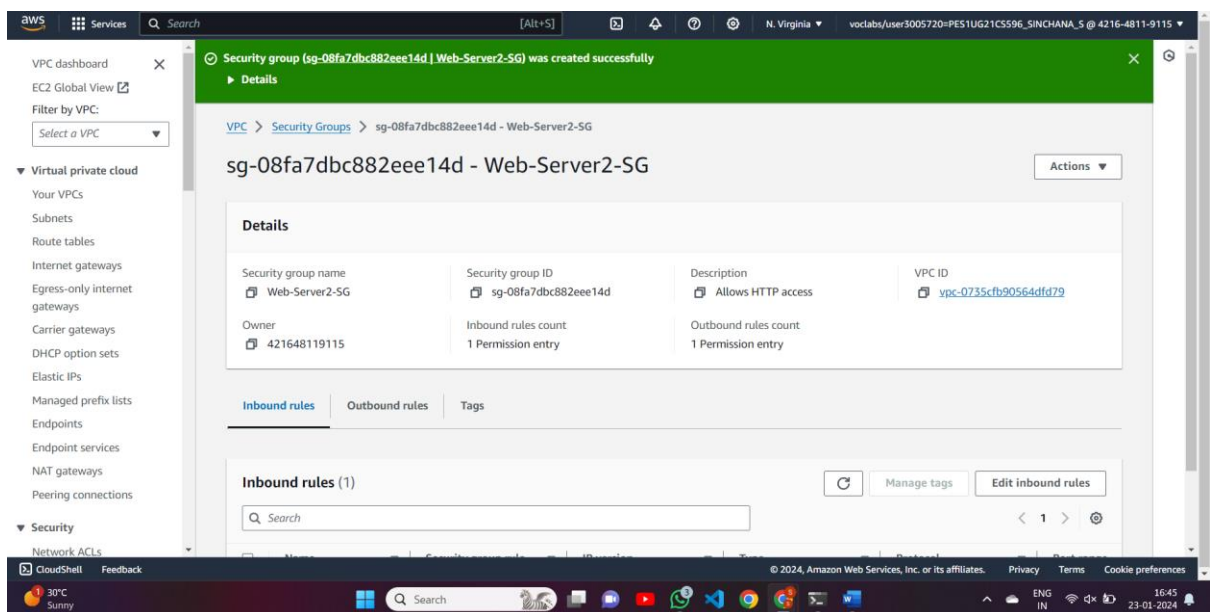 aws Services Search [Alt+S] N. Virginia voclabs/user3005720=PES1UG21CS596_SINCHANA_S @ 4216-4811-9115
VPC dashboard
EC2 Global View
Filter by VPC:
Select a VPC
Virtual private cloud
Your VPCs
Subnets
Route tables
Internet gateways
Egress-only internet
gateways
Carrier gateways
DHCP option sets
Elastic IPs
Managed prefix lists
Endpoints
Endpoint services
NAT gateways
Peering connections
Security
Network ACLs
Security group (sg-08fa7dbc882eee14d | Web-Server2-SG) was created successfully
Details
VPC > Security Groups > sg-08fa7dbc882eee14d - Web-Server2-SG
sg-08fa7dbc882eee14d - Web-Server2-SG
Actions
Details
Security group name Security group ID Description VPC ID
Web-Server2-SG sg-08fa7dbc882eee14d Allows HTTP access vpc-0735cfb90564dfd79
Owner Inbound rules count Outbound rules count
421648119115 1 Permission entry 1 Permission entry
Inbound rules Outbound rules Tags
Inbound rules (1) Manage tags Edit inbound rules
Search < 1 >
CloudShell Feedback © 2024, Amazon Web Services, Inc. or its affiliates. Privacy Terms Cookie preferences
1 30°C Search 3 ENG 16:45
Sunny IN 23-01-2024